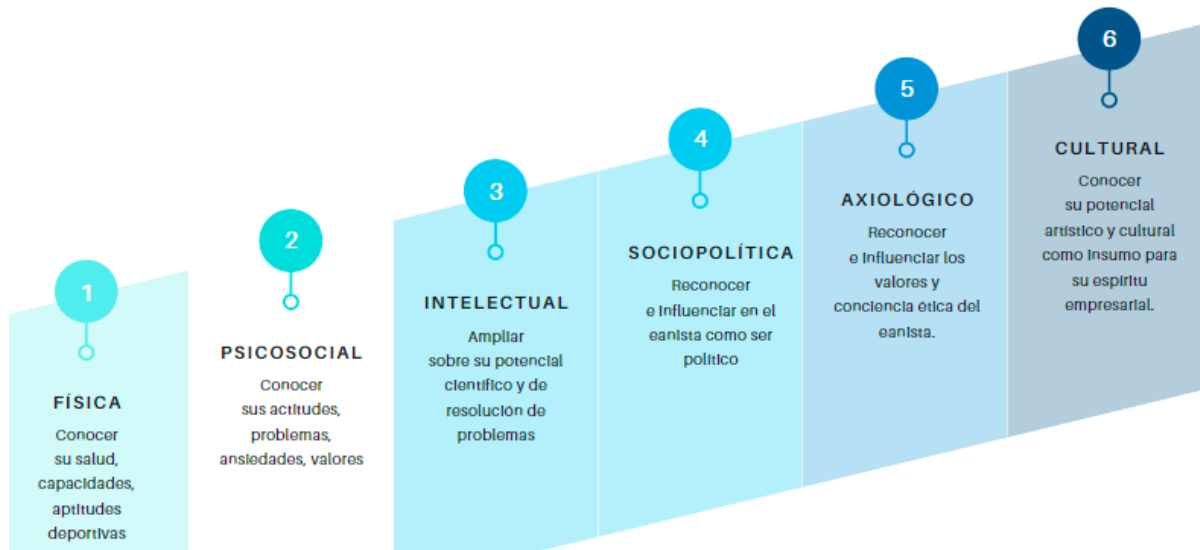 1
FÍSICA
Conocer
su salud,
capacidades,
aptitudes
deportivas
2
PSICOSOCIAL
Conocer
sus actitudes,
problemas,
ansiedades, valores
3
INTELECTUAL
Ampliar
sobre su potencial
científico y de
resolución de
problemas
4
SOCIOPOLÍTICA
Reconocer
e influenciar en el
eanista como ser
político
5
AXIOLÓGICO
Reconocer
e influenciar los
valores y
conciencia ética del
eanista.
6
CULTURAL
Conocer
su potencial
artístico y cultural
como insumo para
su espíritu
empresarial.